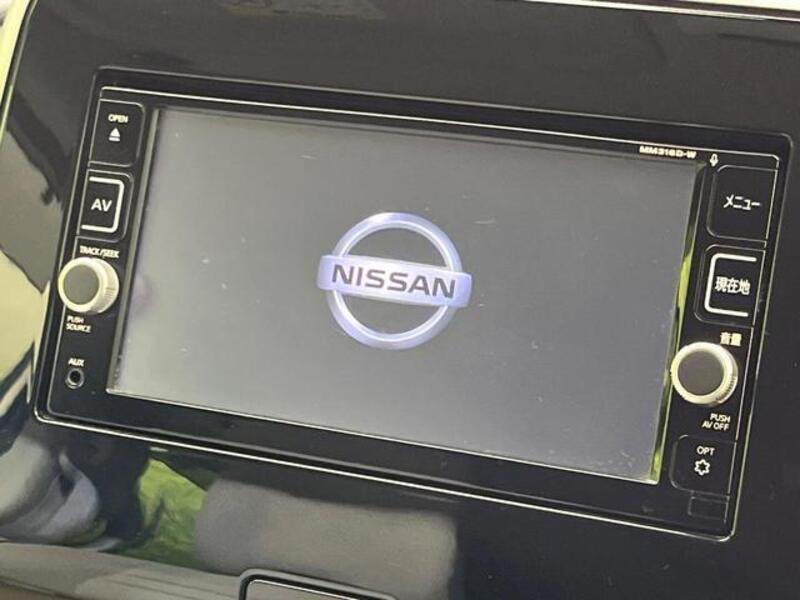 OPEN
AV
TRACK/SEEK
PUSH
SOURCE
AUX
NISSAN
MM316D-W
メニュー
現在地
音量
PUSH
AV OFF
OPT